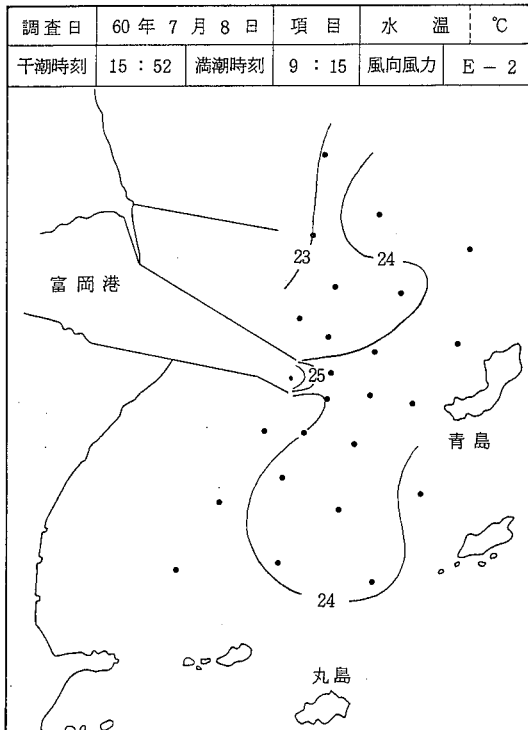 調査日 60年7月8日 項目 水温 ℃
干潮時刻 15:52 満潮時刻 9:15 風向風力 E-2
23
24
富岡港
25
青島
24
丸島